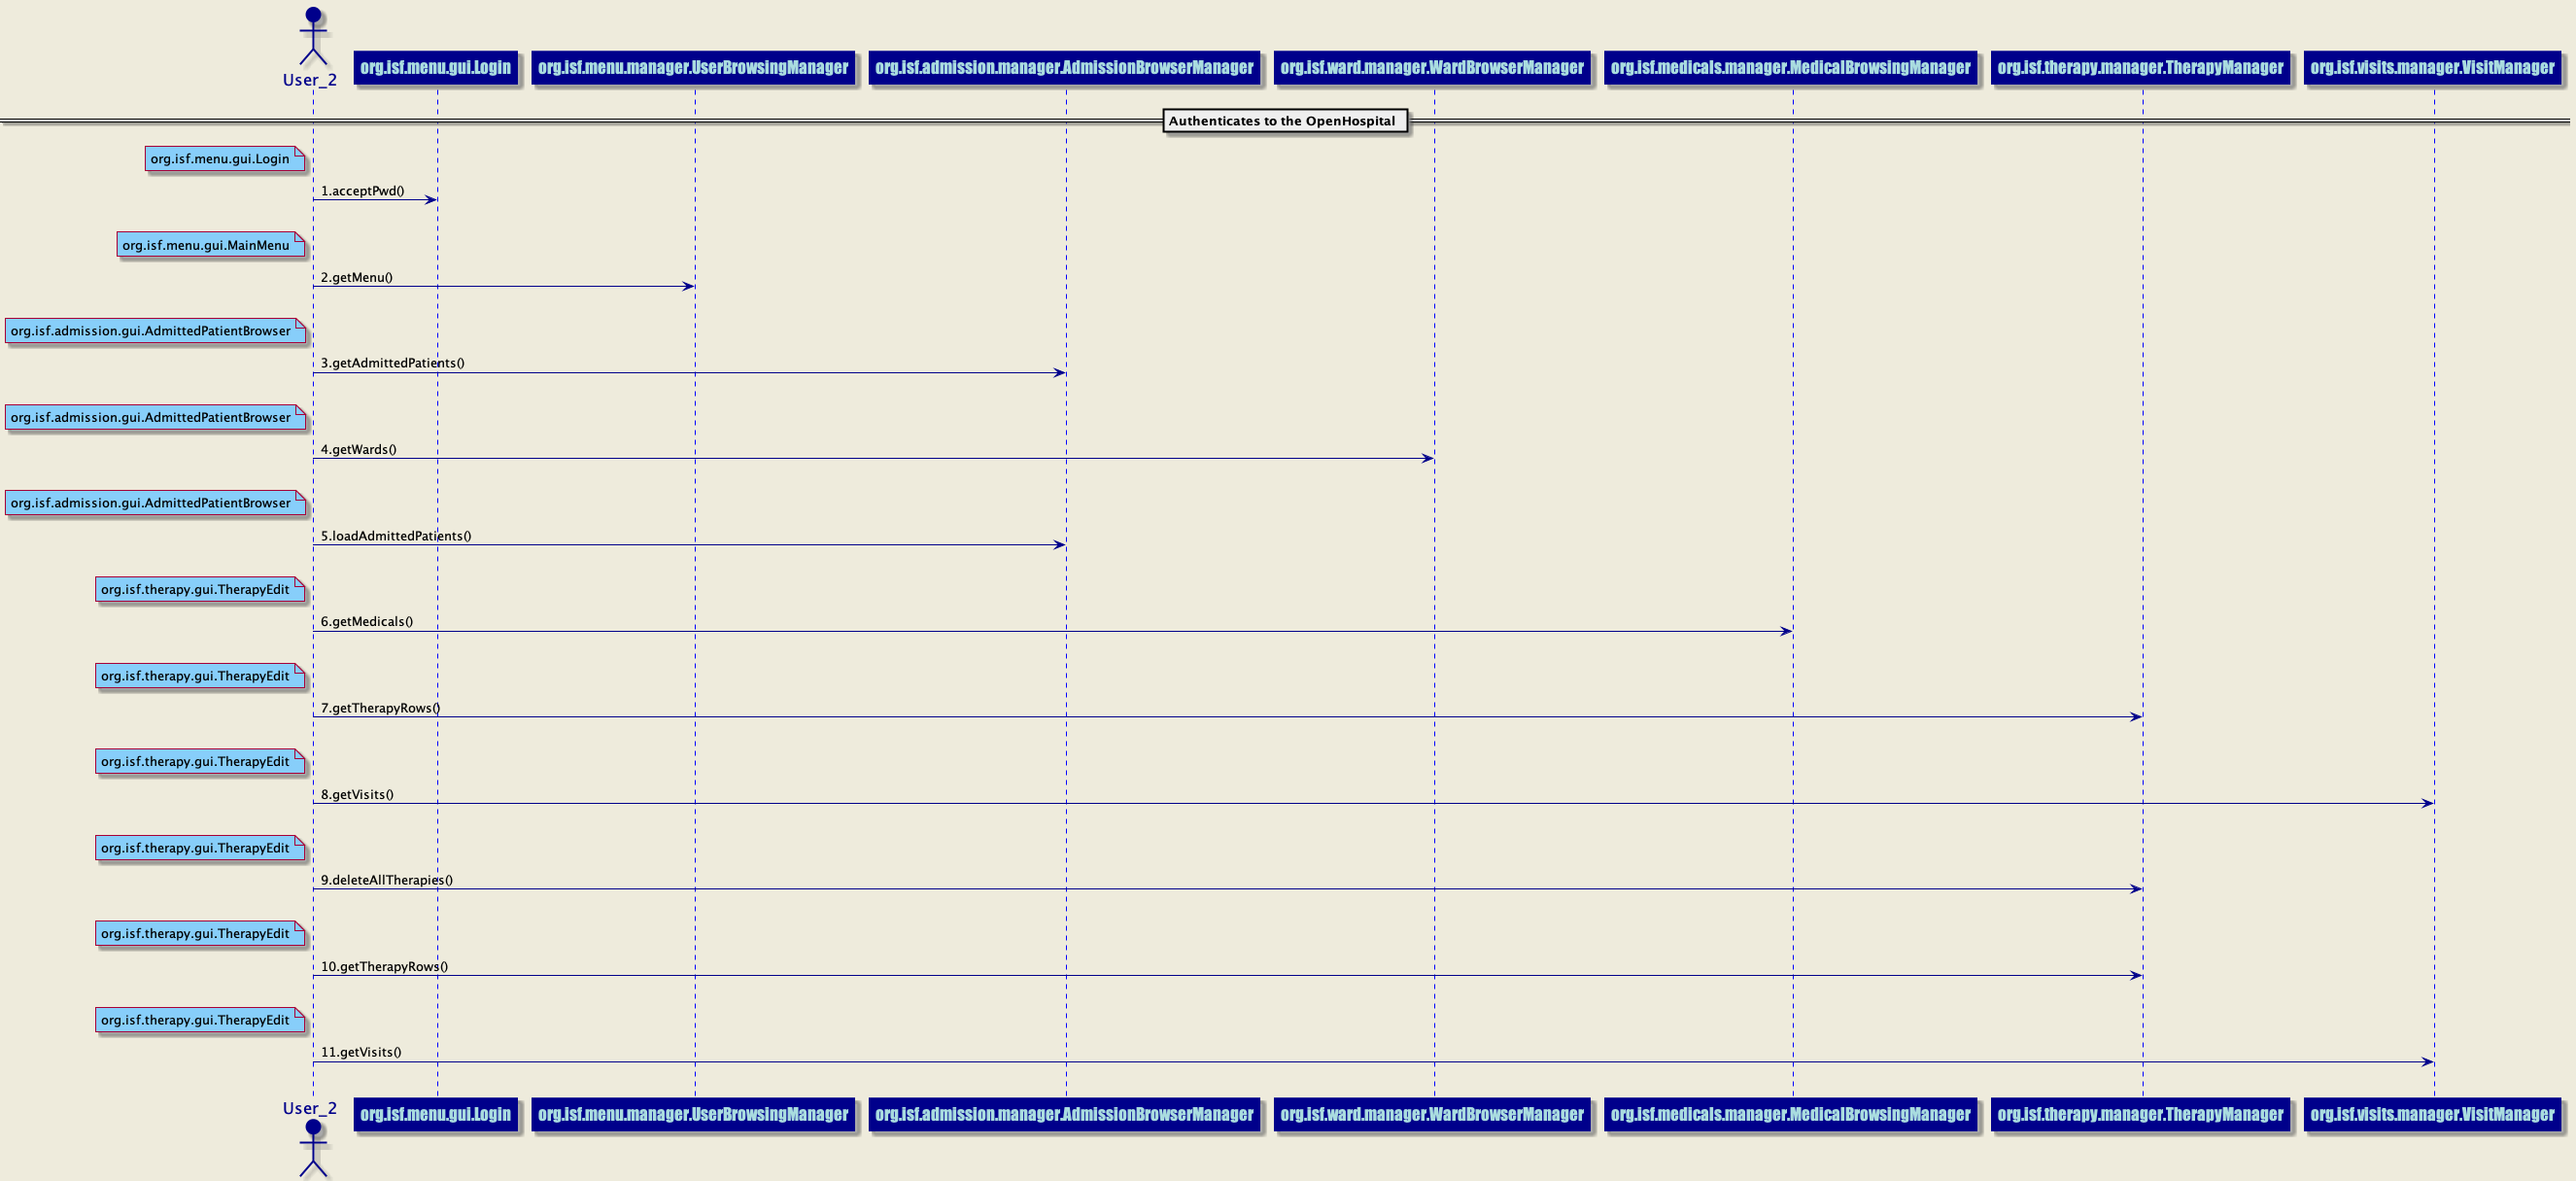 User_2
org.isf.menu.gui.Login
org.isf.menu.manager.UserBrowsingManager
org.isf.admission.manager.AdmissionBrowserManager
org.isf.ward.manager.WardBrowserManager
org.isf.medicals.manager.MedicalBrowsingManager
org.isf.therapy.manager.TherapyManager
org.isf.visits.manager.VisitManager
Authenticates to the OpenHospital
org.isf.menu.gui.Login
1.acceptPwd()
org.isf.menu.gui.MainMenu
2.getMenu()
org.isf.admission.gui.AdmittedPatientBrowser
3.getAdmittedPatients()
org.isf.admission.gui.AdmittedPatientBrowser
4.getWards()
org.isf.admission.gui.AdmittedPatientBrowser
5.loadAdmittedPatients()
org.isf.therapy.gui.TherapyEdit
6.getMedicals()
org.isf.therapy.gui.TherapyEdit
7.getTherapyRows()
org.isf.therapy.gui.TherapyEdit
8.getVisits()
org.isf.therapy.gui.TherapyEdit
9.deleteAllTherapies()
org.isf.therapy.gui.TherapyEdit
10.getTherapyRows()
org.isf.therapy.gui.TherapyEdit
11.getVisits()
User_2
org.isf.menu.gui.Login
org.isf.menu.manager.UserBrowsingManager
org.isf.admission.manager.AdmissionBrowserManager
org.isf.ward.manager.WardBrowserManager
org.isf.medicals.manager.MedicalBrowsingManager
org.isf.therapy.manager.TherapyManager
org.isf.visits.manager.VisitManager